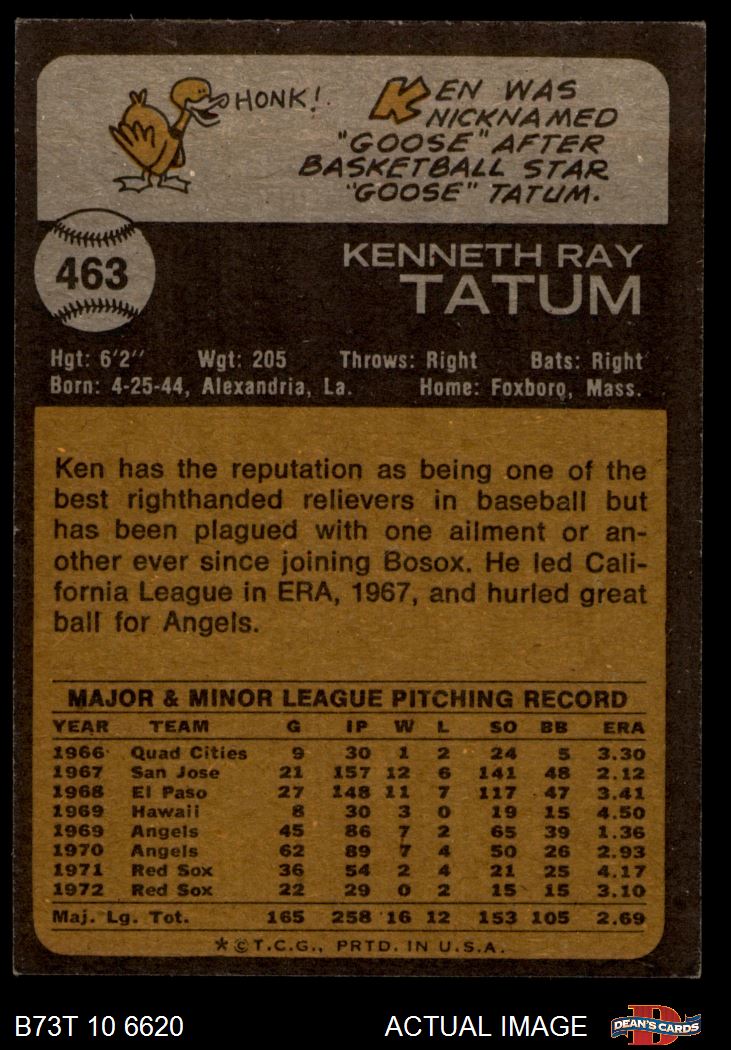 HONK!
KEN WAS
NICKNAMED
"GOOSE" AFTER
BASKETBALL STAR
"GOOSE" TATUM.
463
KENNETH RAY
TATUM
Hgt: 6'2" Wgt: 205 Throws: Right Bats: Right
Born: 4-25-44, Alexandria, La. Home: Foxboro, Mass.
Ken has the reputation as being one of the
best righthanded relievers in baseball but
has been plagued with one ailment or an-
other ever since joining Bosox. He led Cali-
fornia League in ERA, 1967, and hurled great
ball for Angels.
MAJOR & MINOR LEAGUE PITCHING RECORD
YEAR TEAM G IP W L SO BB ERA
1966 Quad Cities 9 30 1 2 24 5 3.30
1967 San Jose 21 157 12 6 141 48 2.12
1968 El Paso 27 148 11 7 117 47 3.41
1969 Hawaii 8 30 3 0 19 15 4.50
1969 Angels 45 86 7 2 65 39 1.36
1970 Angels 62 89 7 4 50 26 2.93
1971 Red Sox 36 54 2 4 21 25 4.17
1972 Red Sox 22 29 0 2 15 15 3.10
Maj. Lg. Tot. 165 258 16 12 153 105 2.69
*©T.C.G., PRTD. IN U.S.A.
B73T 10 6620 ACTUAL IMAGE DEAN'S CARDS